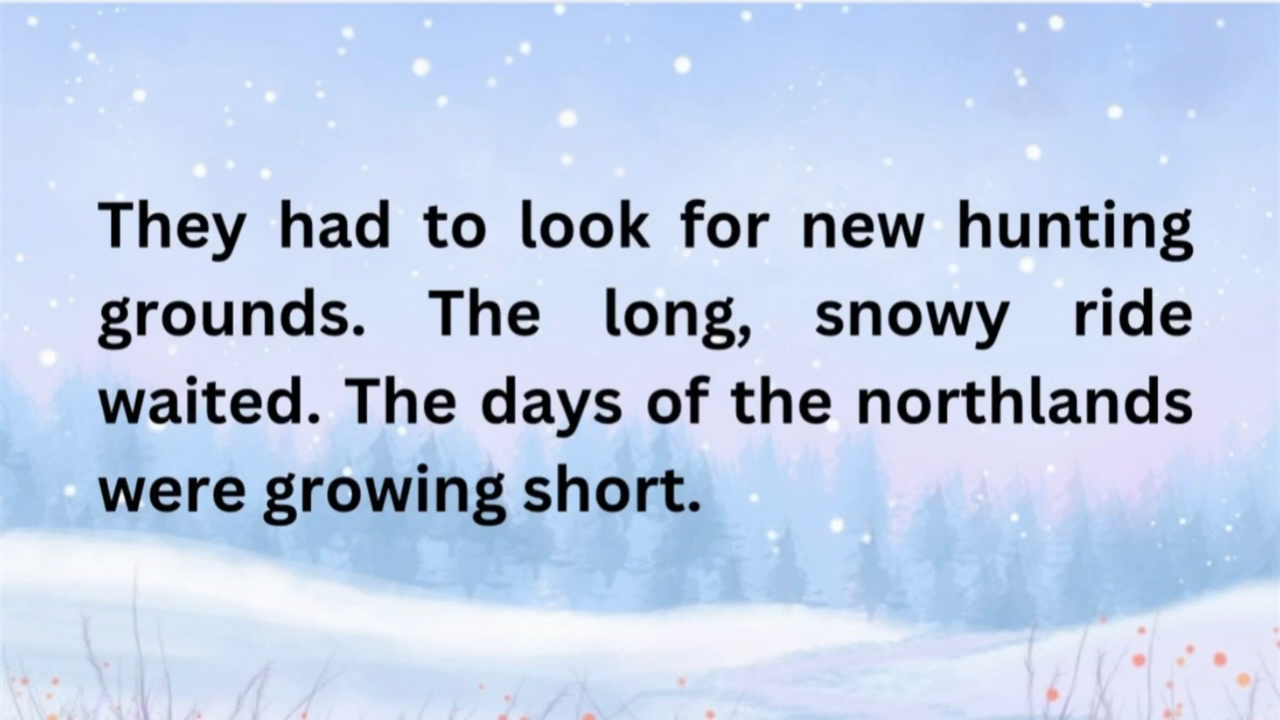 They had to look for new hunting
grounds. The long, snowy ride
waited. The days of the northlands
were growing short.